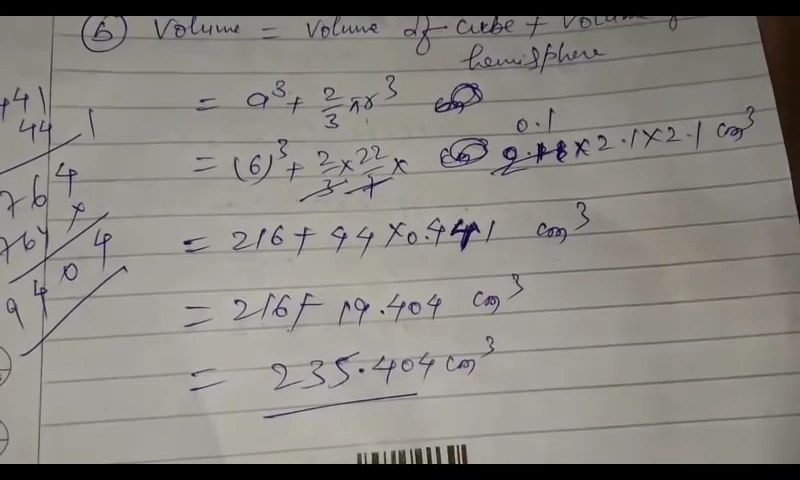 (b) Volume = Volume of cube + Volume
hemisphere
= a³ + 2/3 πr³
0.1
= (6)³ + 2/3 × 22/7 × × 2.1 × 2.1 cm³
= 216 + 44 × 0.441 cm³
= 216 + 19.404 cm³
= 235.404 cm³
441
44
1764
1764×
19404